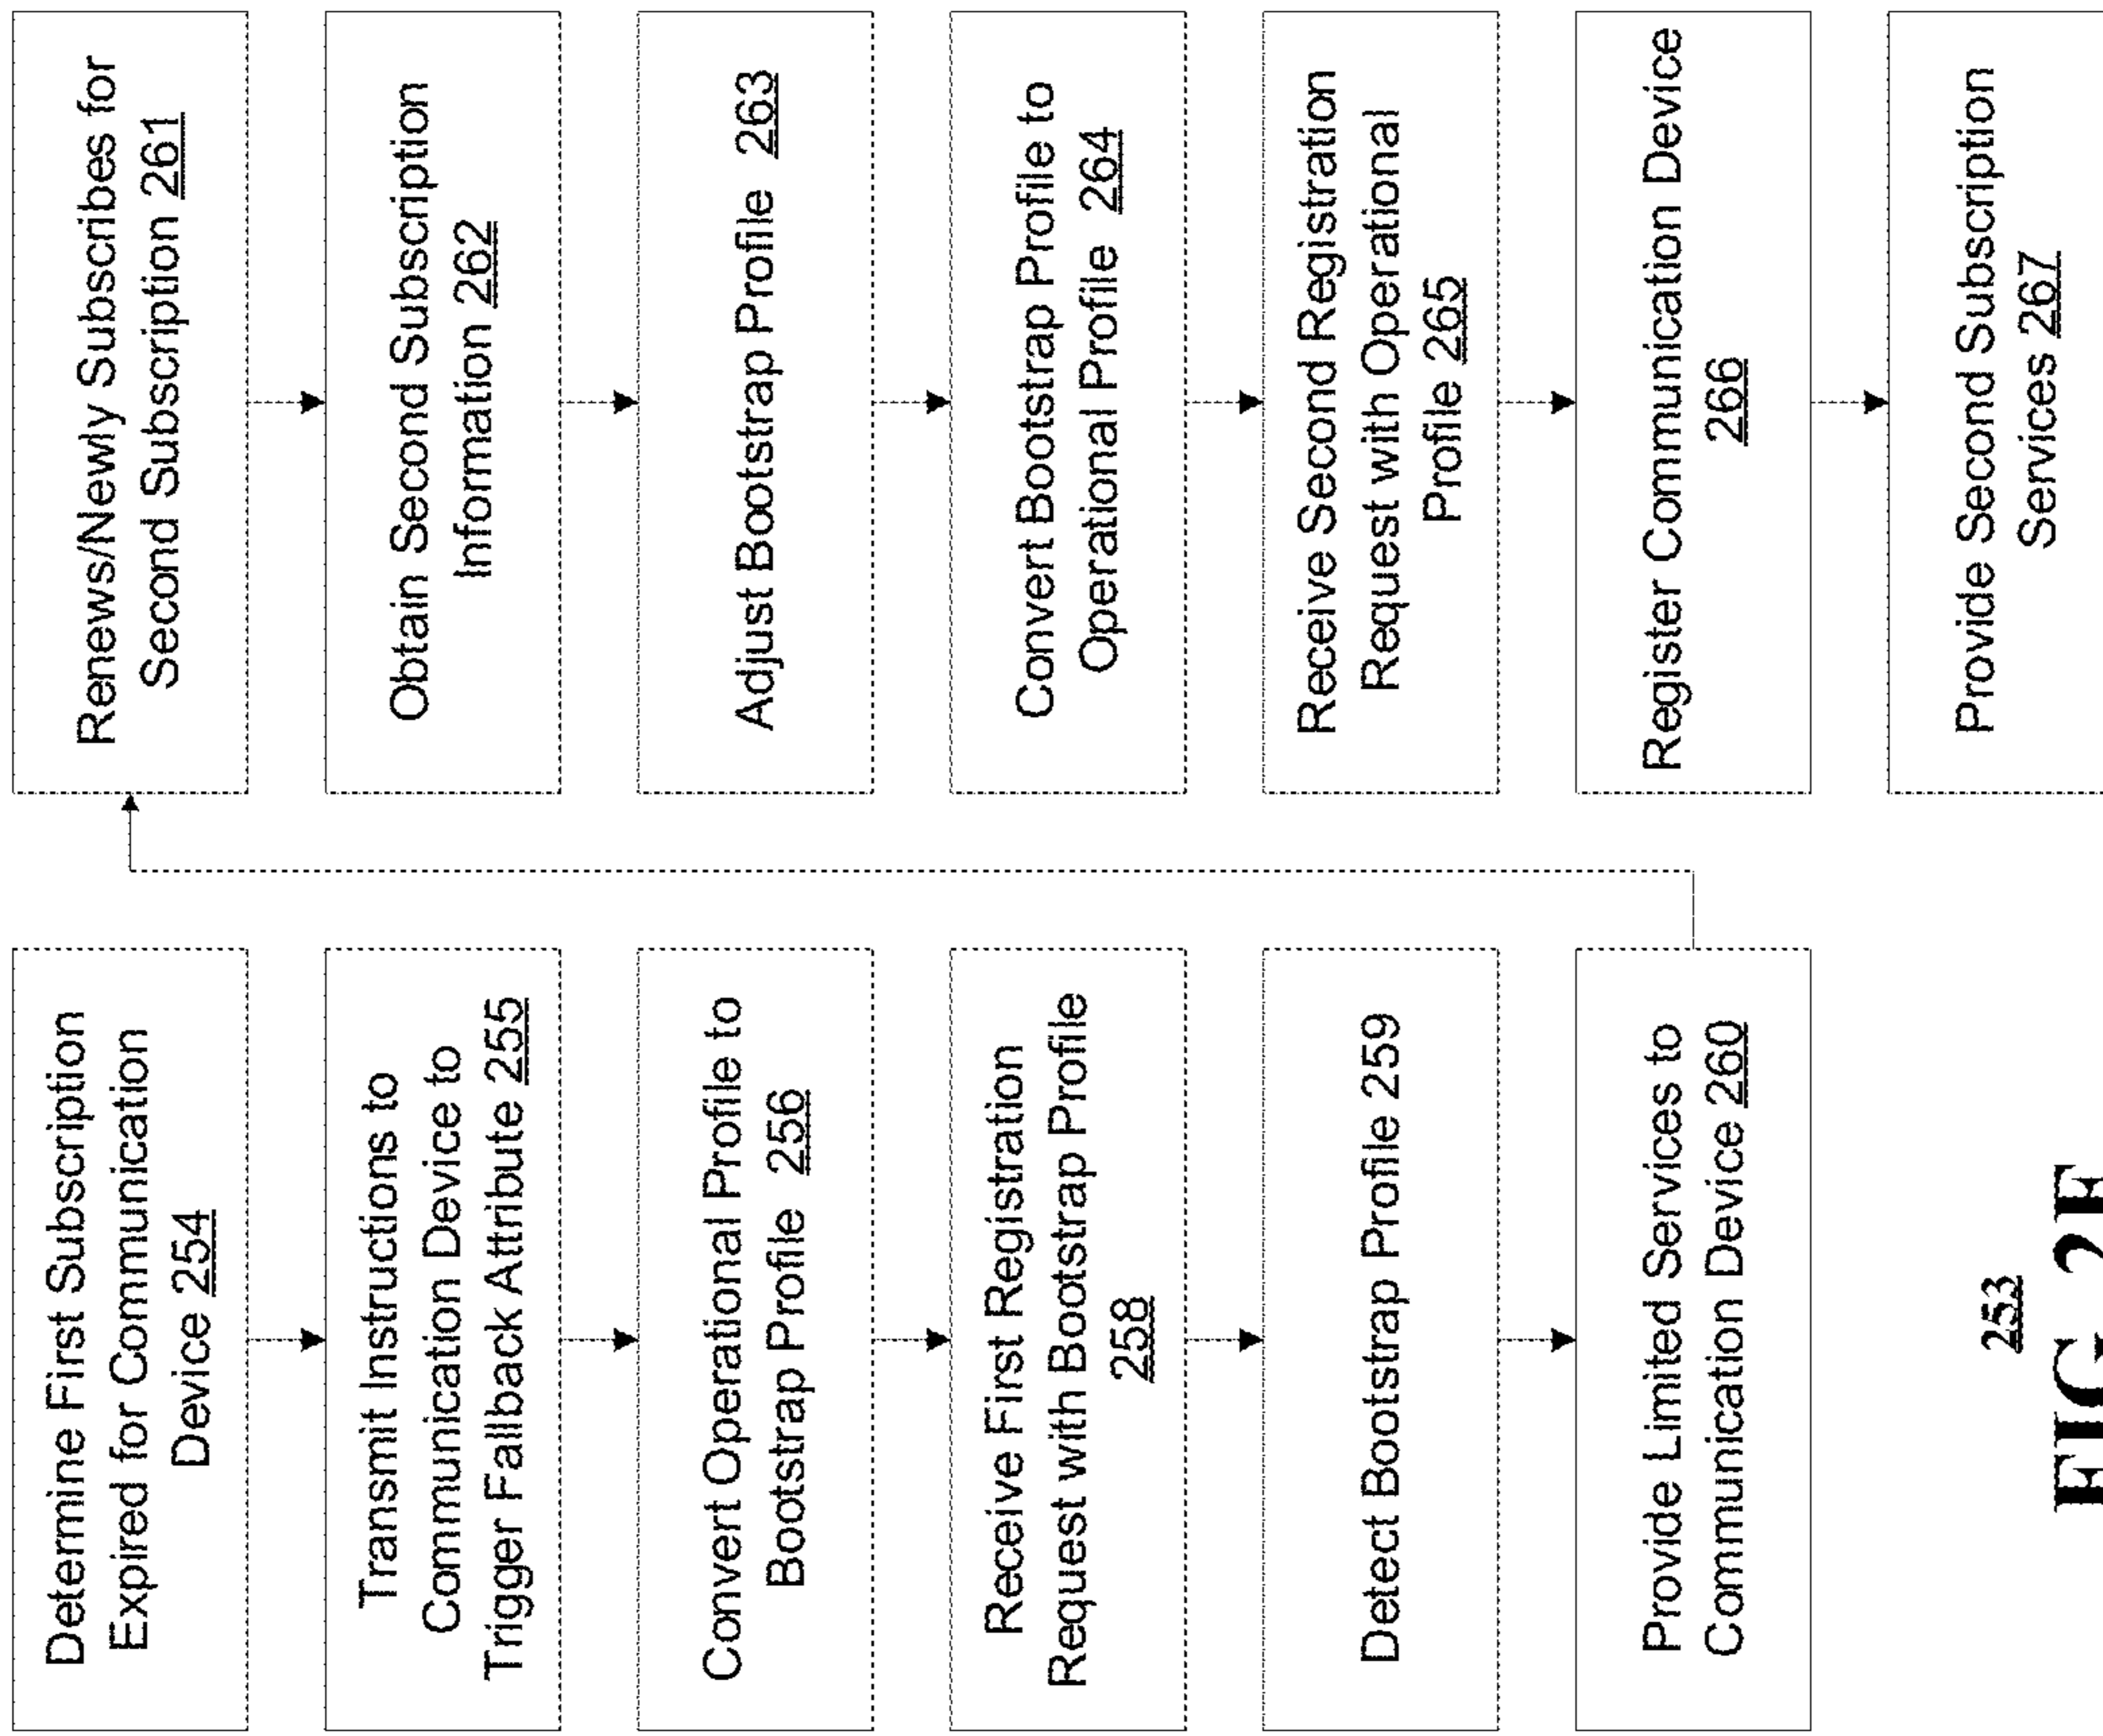 Determine First Subscription
Expired for Communication
Device 254
Transmit Instructions to
Communication Device to
Trigger Fallback Attribute 255
Convert Operational Profile to
Bootstrap Profile 256
Receive First Registration
Request with Bootstrap Profile
258
Detect Bootstrap Profile 259
Provide Limited Services to
Communication Device 260
Renews/Newly Subscribes for
Second Subscription 261
Obtain Second Subscription
Information 262
Adjust Bootstrap Profile 263
Convert Bootstrap Profile to
Operational Profile 264
Receive Second Registration
Request with Operational
Profile 265
Register Communication Device
266
Provide Second Subscription
Services 267
253
FIG